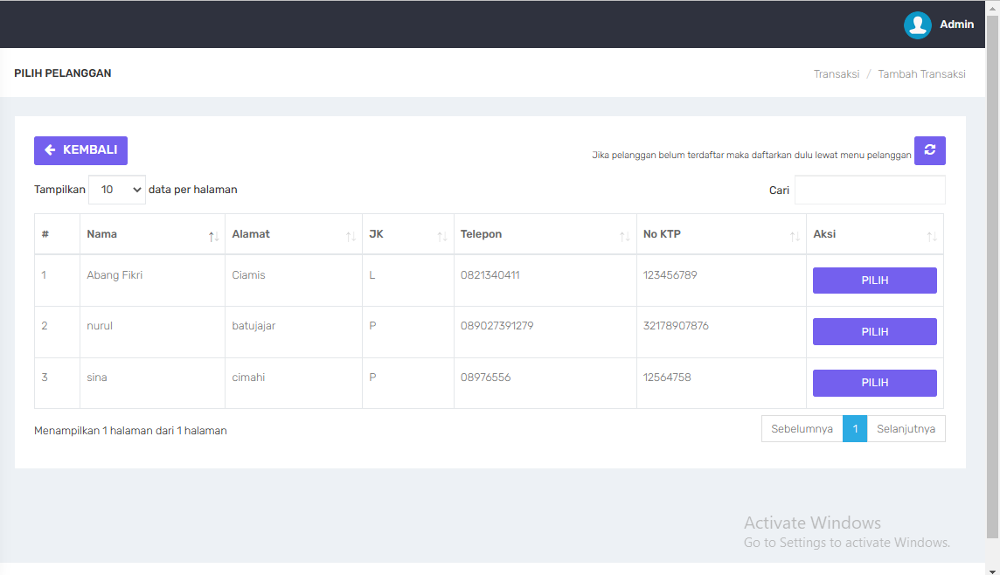 Admin
PILIH PELANGGAN
Transaksi / Tambah Transaksi
KEMBALI
Jika pelanggan belum terdaftar maka daftarkan dulu lewat menu pelanggan
Tampilkan 10 data per halaman
Cari
# Nama Alamat JK Telepon No KTP Aksi
1 Abang Fikri Ciamis L 0821340411 123456789 PILIH
2 nurul batujajar P 089027391279 32178907876 PILIH
3 sina cimahi P 08976556 12564758 PILIH
Menampilkan 1 halaman dari 1 halaman
Sebelumnya 1 Selanjutnya
Activate Windows
Go to Settings to activate Windows.